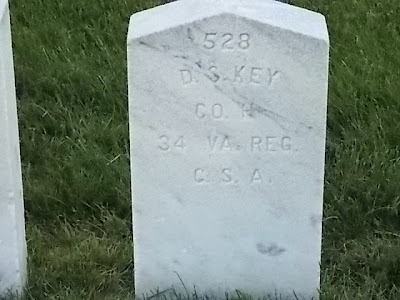 528
D. S. KEY
CO. H
34 VA. REG.
C. S. A.